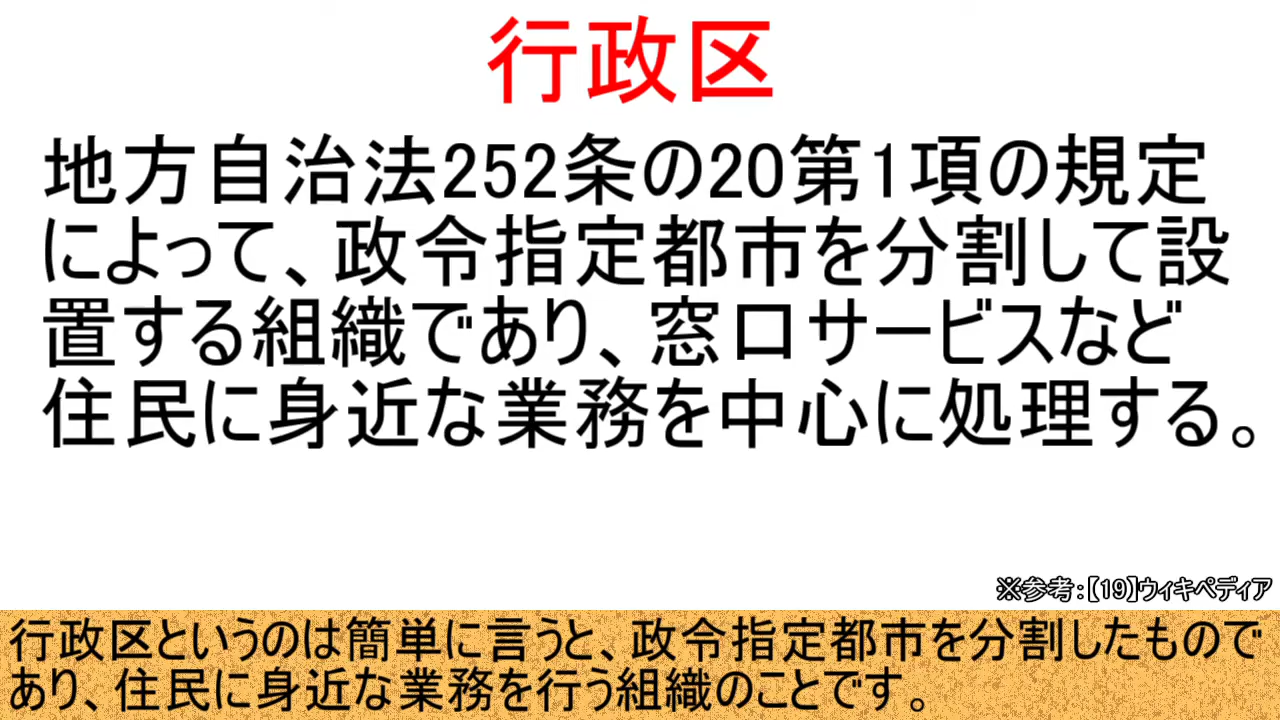 行政区
地方自治法252条の20第1項の規定
によって、政令指定都市を分割して設
置する組織であり、窓口サービスなど
住民に身近な業務を中心に処理する。
※参考：【19】ウィキペディア
行政区というのは簡単に言うと、政令指定都市を分割したもので
あり、住民に身近な業務を行う組織のことです。